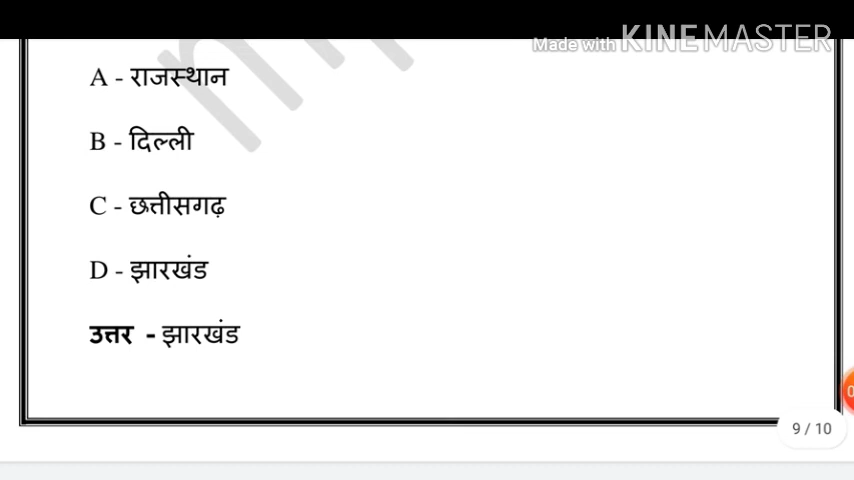 Made with KINEMASTER
A - राजस्थान
B - दिल्ली
C - छत्तीसगढ़
D - झारखंड
उत्तर - झारखंड
9 / 10